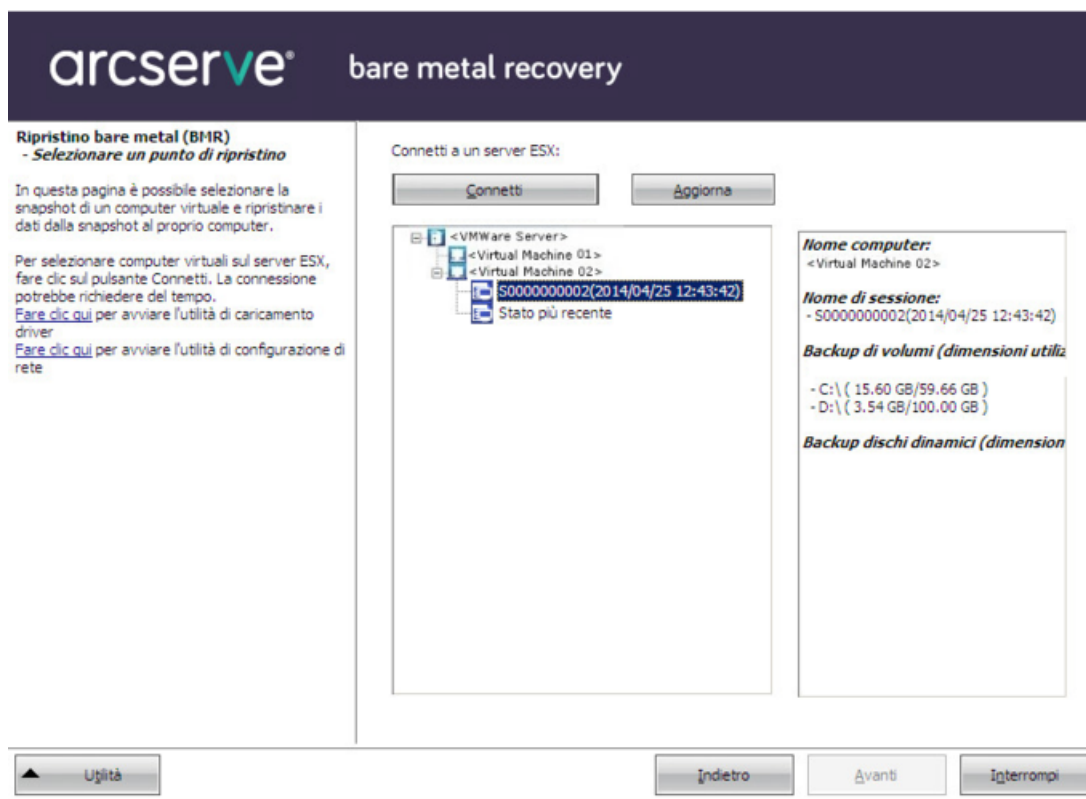 arcserve® bare metal recovery
Ripristino bare metal (BMR)
- Selezionare un punto di ripristino
In questa pagina è possibile selezionare la
snapshot di un computer virtuale e ripristinare i
dati dalla snapshot al proprio computer.
Per selezionare computer virtuali sul server ESX,
fare clic sul pulsante Connetti. La connessione
potrebbe richiedere del tempo.
Fare clic qui per avviare l'utilità di caricamento
driver
Fare clic qui per avviare l'utilità di configurazione di
rete
Connetti a un server ESX:
Connetti
Aggiorna
<VMWare Server>
<Virtual Machine 01>
<Virtual Machine 02>
S0000000002(2014/04/25 12:43:42)
Stato più recente
Nome computer:
<Virtual Machine 02>
Nome di sessione:
- S0000000002(2014/04/25 12:43:42)
Backup di volumi (dimensioni utiliz
- C:\ ( 15.60 GB/59.66 GB )
- D:\ ( 3.54 GB/100.00 GB )
Backup dischi dinamici (dimension
Utilità
Indietro
Avanti
Interrompi